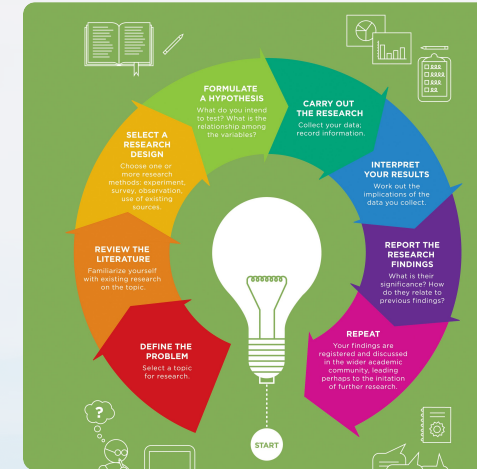 FORMULATE
A HYPOTHESIS
What do you intend
to test? What is the
relationship among
the variables?
CARRY OUT
THE RESEARCH
Collect your data;
record information.
SELECT A
RESEARCH
DESIGN
Choose one or
more research
methods: experiment,
survey, observation,
use of existing
sources.
INTERPRET
YOUR RESULTS
Work out the
implications of the
data you collect.
REVIEW THE
LITERATURE
Familiarize yourself
with existing research
on the topic.
REPORT THE
RESEARCH
FINDINGS
What is their
significance? How
do they relate to
previous findings?
DEFINE THE
PROBLEM
Select a topic
for research.
REPEAT
Your findings are
registered and discussed
in the wider academic
community, leading
perhaps to the initation
of further research.
?
START